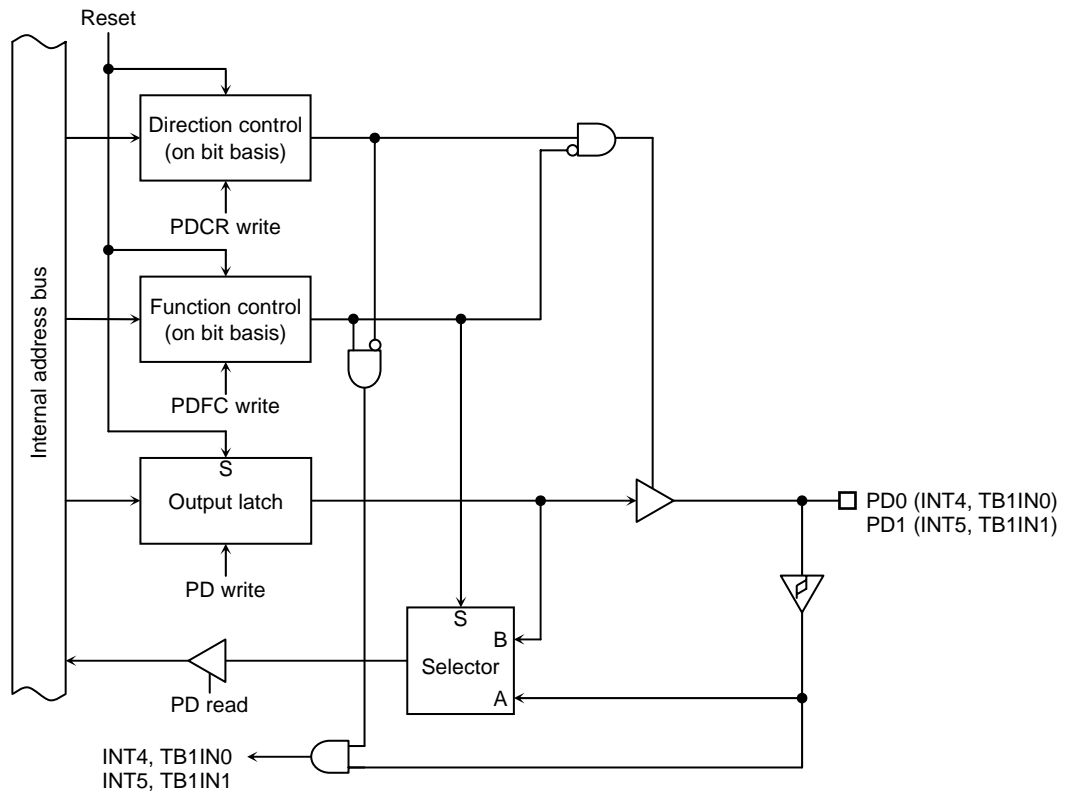 Reset
Internal address bus
Direction control
(on bit basis)
PDCR write
Function control
(on bit basis)
PDFC write
S
Output latch
PD write
PD0 (INT4, TB1IN0)
PD1 (INT5, TB1IN1)
S
B
Selector
A
PD read
INT4, TB1IN0
INT5, TB1IN1